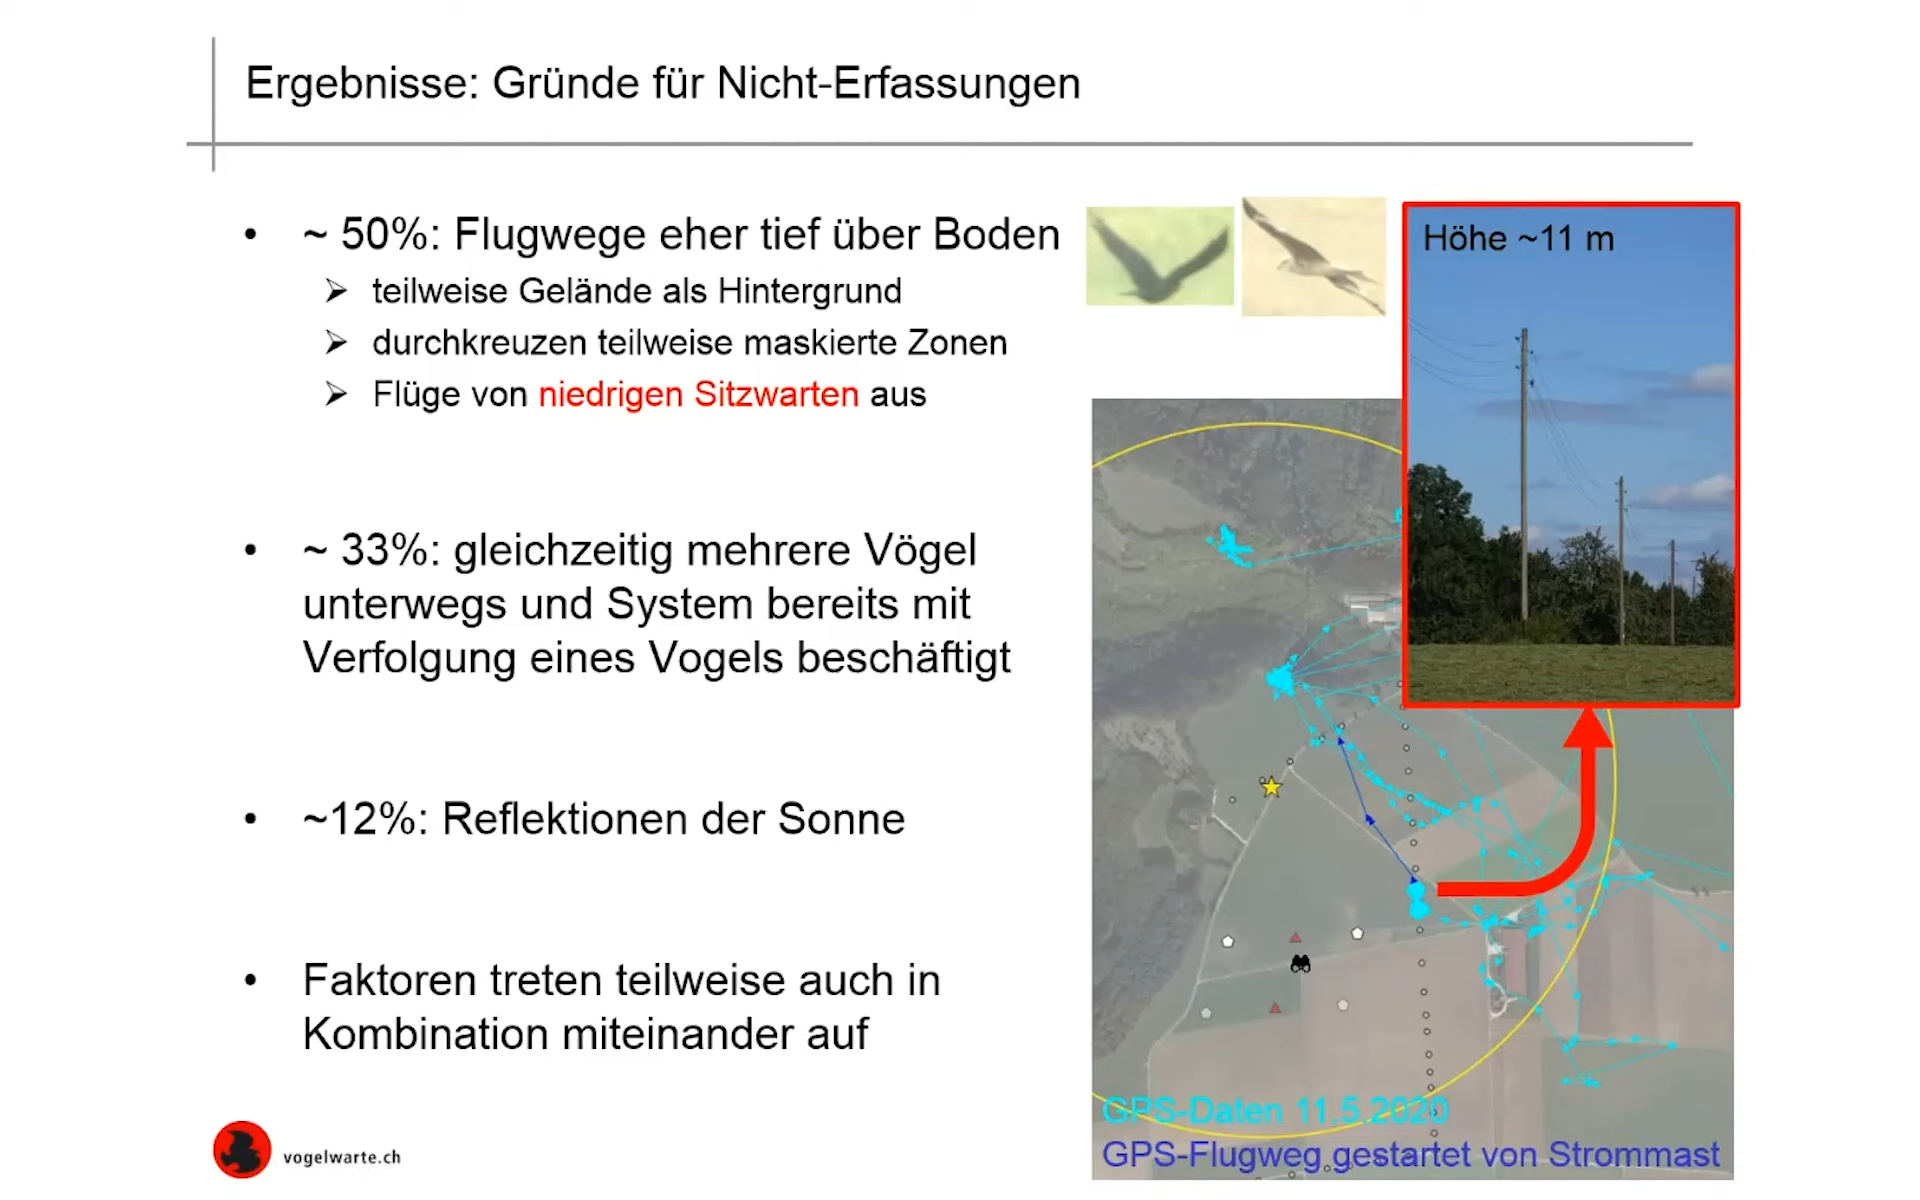 Ergebnisse: Gründe für Nicht-Erfassungen
• ~ 50%: Flugwege eher tief über Boden
➢ teilweise Gelände als Hintergrund
➢ durchkreuzen teilweise maskierte Zonen
➢ Flüge von niedrigen Sitzwarten aus
• ~ 33%: gleichzeitig mehrere Vögel
unterwegs und System bereits mit
Verfolgung eines Vogels beschäftigt
• ~12%: Reflektionen der Sonne
• Faktoren treten teilweise auch in
Kombination miteinander auf
Höhe ~11 m
GPS-Daten 11.5.2020
GPS-Flugweg gestartet von Strommast
vogelwarte.ch